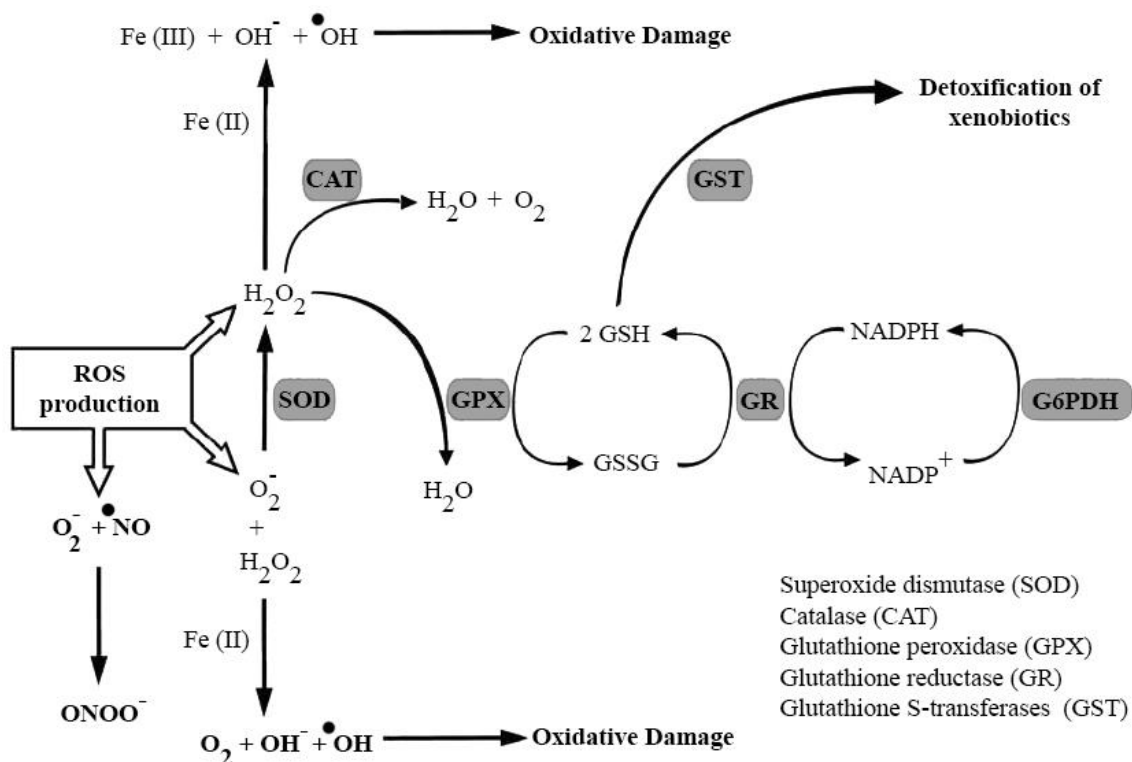 Fe (III) + OH⁻ + •OH
Oxidative Damage
Detoxification of
xenobiotics
Fe (II)
CAT
GST
H₂O + O₂
H₂O₂
2 GSH
NADPH
ROS
production
SOD
GPX
GR
G6PDH
GSSG
NADP⁺
O₂⁻
H₂O
O₂⁻ + •NO
+
H₂O₂
Fe (II)
ONOO⁻
O₂ + OH⁻ + •OH
Oxidative Damage
Superoxide dismutase (SOD)
Catalase (CAT)
Glutathione peroxidase (GPX)
Glutathione reductase (GR)
Glutathione S-transferases (GST)